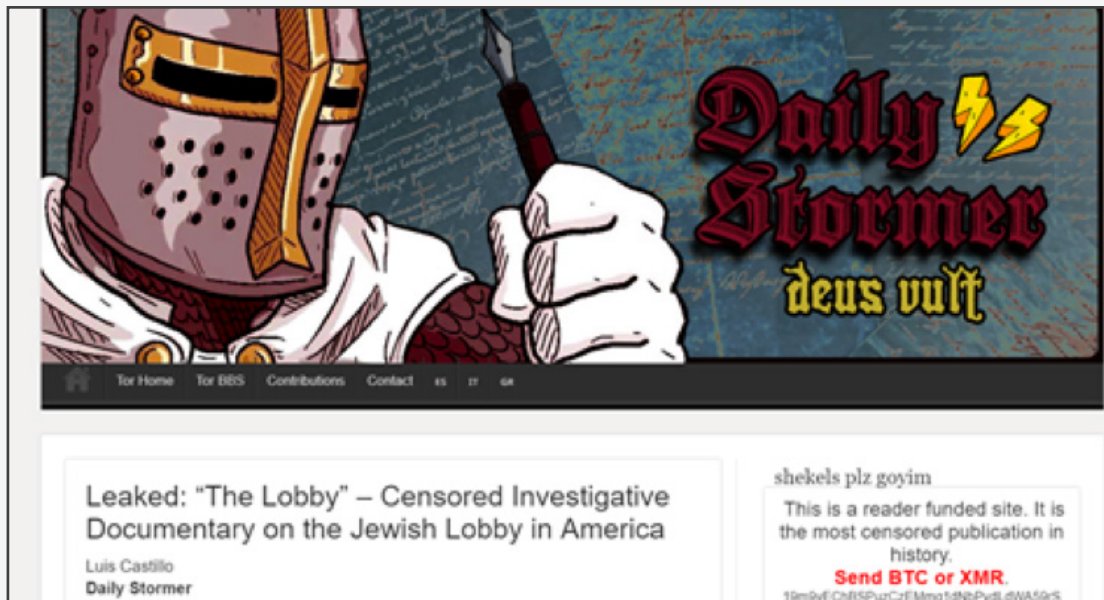 Daily
Stormer
deus vult
Tor Home Tor BBS Contributions Contact ES IT GR
Leaked: “The Lobby” – Censored Investigative
Documentary on the Jewish Lobby in America
Luis Castillo
Daily Stormer
shekels plz goyim
This is a reader funded site. It is
the most censored publication in
history.
Send BTC or XMR.